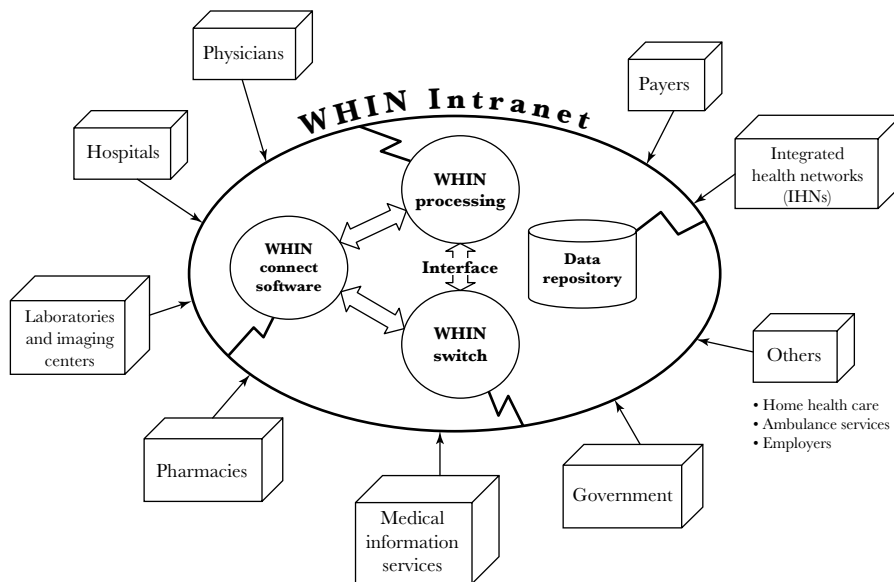 Physicians
Payers
WHIN Intranet
Hospitals
Integrated
health networks
(IHNs)
WHIN
processing
WHIN
connect
software
Interface
Data
repository
Laboratories
and imaging
centers
WHIN
switch
Others
• Home health care
• Ambulance services
• Employers
Pharmacies
Government
Medical
information
services